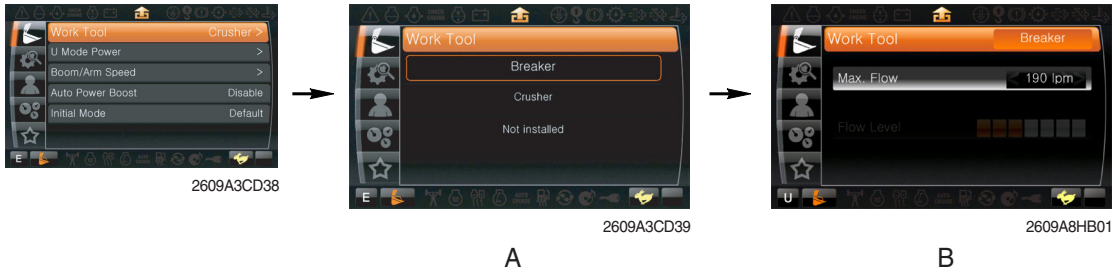 Work Tool Crusher >
U Mode Power >
Boom/Arm Speed >
Auto Power Boost Disable
Initial Mode Default
E
2609A3CD38
Work Tool
Breaker
Crusher
Not installed
E
2609A3CD39
A
Work Tool Breaker
Max. Flow 190 lpm
Flow Level
U
2609A8HB01
B